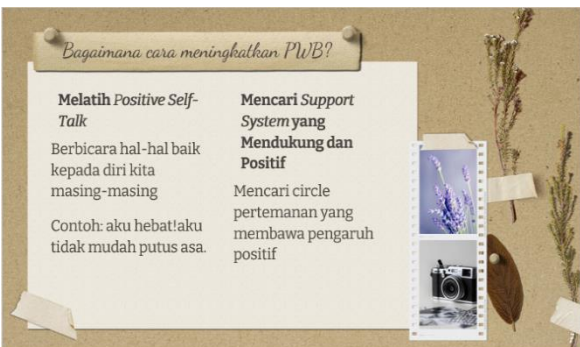 Bagaimana cara meningkatkan PWB?
Melatih Positive Self-
Talk
Berbicara hal-hal baik
kepada diri kita
masing-masing
Contoh: aku hebat!aku
tidak mudah putus asa.
Mencari Support
System yang
Mendukung dan
Positif
Mencari circle
pertemanan yang
membawa pengaruh
positif